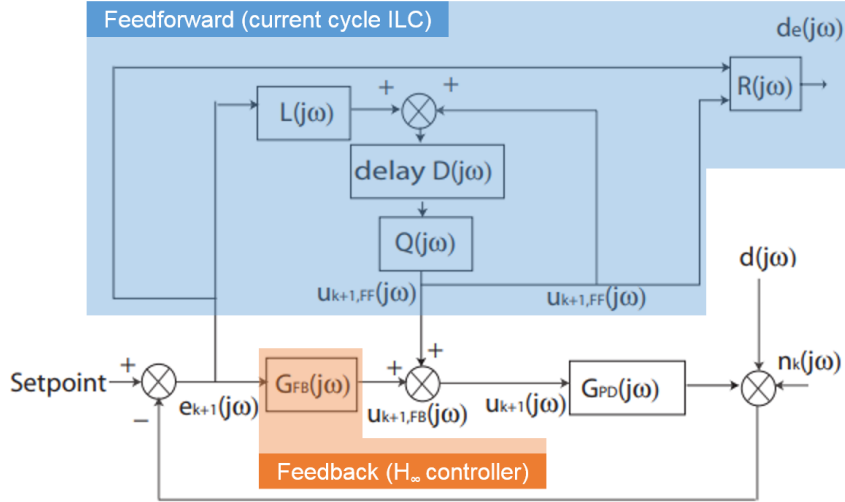 Feedforward (current cycle ILC)
de(jω)
+ +
L(jω)
R(jω)
delay D(jω)
Q(jω)
uk+1,FF(jω)
uk+1,FF(jω)
d(jω)
+
+
nk(jω)
Setpoint
GFB(jω)
+
GPD(jω)
−
ek+1(jω)
uk+1,FB(jω)
uk+1(jω)
Feedback (H∞ controller)